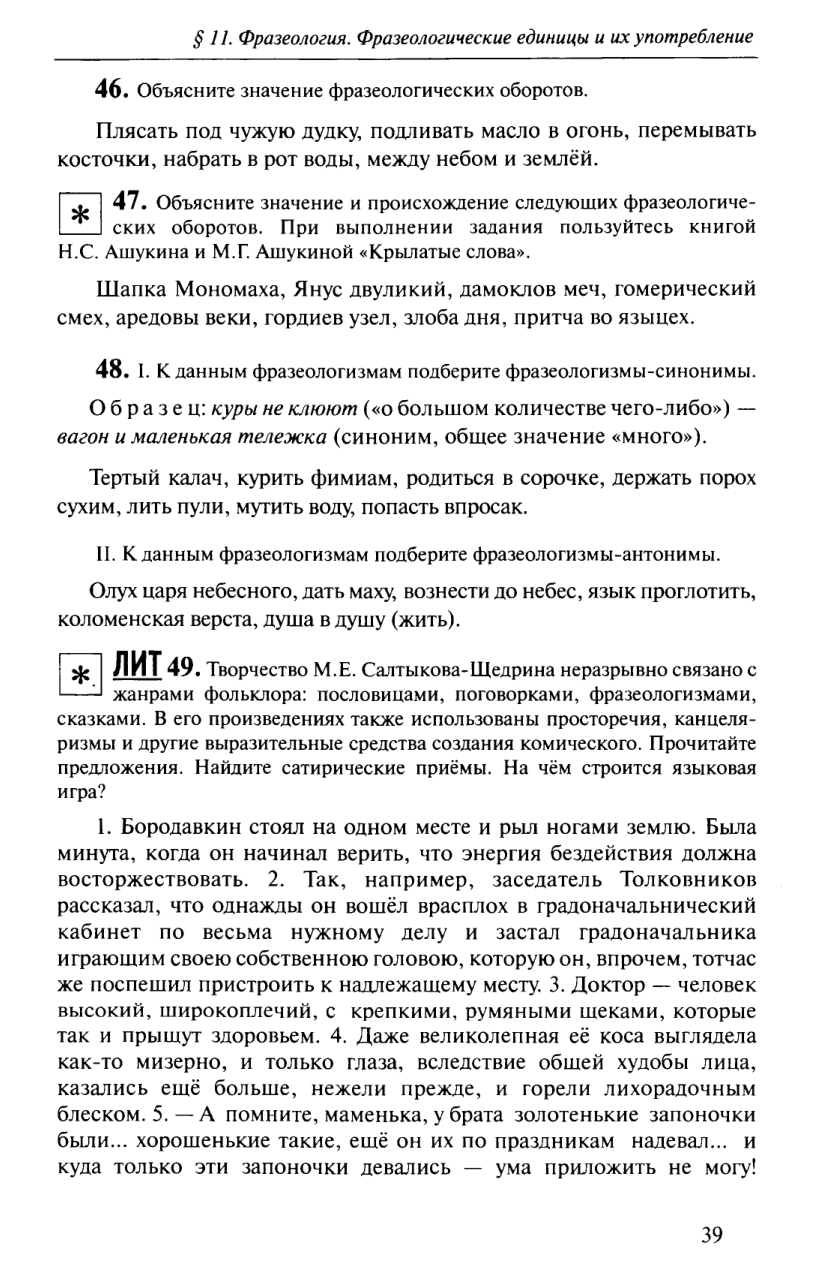 § 11. Фразеология. Фразеологические единицы и их употребление
46. Объясните значение фразеологических оборотов.
Плясать под чужую дудку, подливать масло в огонь, перемывать
косточки, набрать в рот воды, между небом и землёй.
* 47. Объясните значение и происхождение следующих фразеологиче-
ских оборотов. При выполнении задания пользуйтесь книгой
Н.С. Ашукина и М.Г. Ашукиной «Крылатые слова».
Шапка Мономаха, Янус двуликий, дамоклов меч, гомерический
смех, аредовы веки, гордиев узел, злоба дня, притча во языцех.
48. I. К данным фразеологизмам подберите фразеологизмы-синонимы.
Образец: куры не клюют («о большом количестве чего-либо») —
вагон и маленькая тележка (синоним, общее значение «много»).
Тертый калач, курить фимиам, родиться в сорочке, держать порох
сухим, лить пули, мутить воду, попасть впросак.
II. К данным фразеологизмам подберите фразеологизмы-антонимы.
Олух царя небесного, дать маху, вознести до небес, язык проглотить,
коломенская верста, душа в душу (жить).
* ЛИТ 49. Творчество М.Е. Салтыкова-Щедрина неразрывно связано с
жанрами фольклора: пословицами, поговорками, фразеологизмами,
сказками. В его произведениях также использованы просторечия, канцеля-
ризмы и другие выразительные средства создания комического. Прочитайте
предложения. Найдите сатирические приёмы. На чём строится языковая
игра?
1. Бородавкин стоял на одном месте и рыл ногами землю. Была
минута, когда он начинал верить, что энергия бездействия должна
восторжествовать. 2. Так, например, заседатель Толковников
рассказал, что однажды он вошёл врасплох в градоначальнический
кабинет по весьма нужному делу и застал градоначальника
играющим своею собственною головою, которую он, впрочем, тотчас
же поспешил пристроить к надлежащему месту. 3. Доктор — человек
высокий, широкоплечий, с крепкими, румяными щеками, которые
так и прыщут здоровьем. 4. Даже великолепная её коса выглядела
как-то мизерно, и только глаза, вследствие общей худобы лица,
казались ещё больше, нежели прежде, и горели лихорадочным
блеском. 5. — А помните, маменька, у брата золотенькие запоночки
были... хорошенькие такие, ещё он их по праздникам надевал... и
куда только эти запоночки девались — ума приложить не могу!
39